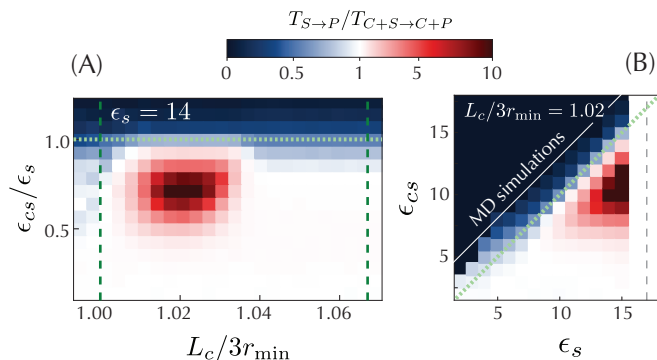 T_{S→P}/T_{C+S→C+P}
0 0.5 1 5 10
(A)
(B)
ϵ_s = 14
1.0
0.5
ϵ_{cs}/ϵ_s
1.00 1.02 1.04 1.06
L_c/3r_min
L_c/3r_min = 1.02
MD simulations
15
10
5
ϵ_{cs}
5 10 15
ϵ_s